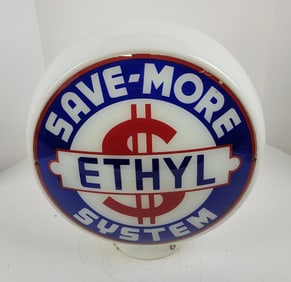 SAVE-MORE
$
ETHYL
SYSTEM